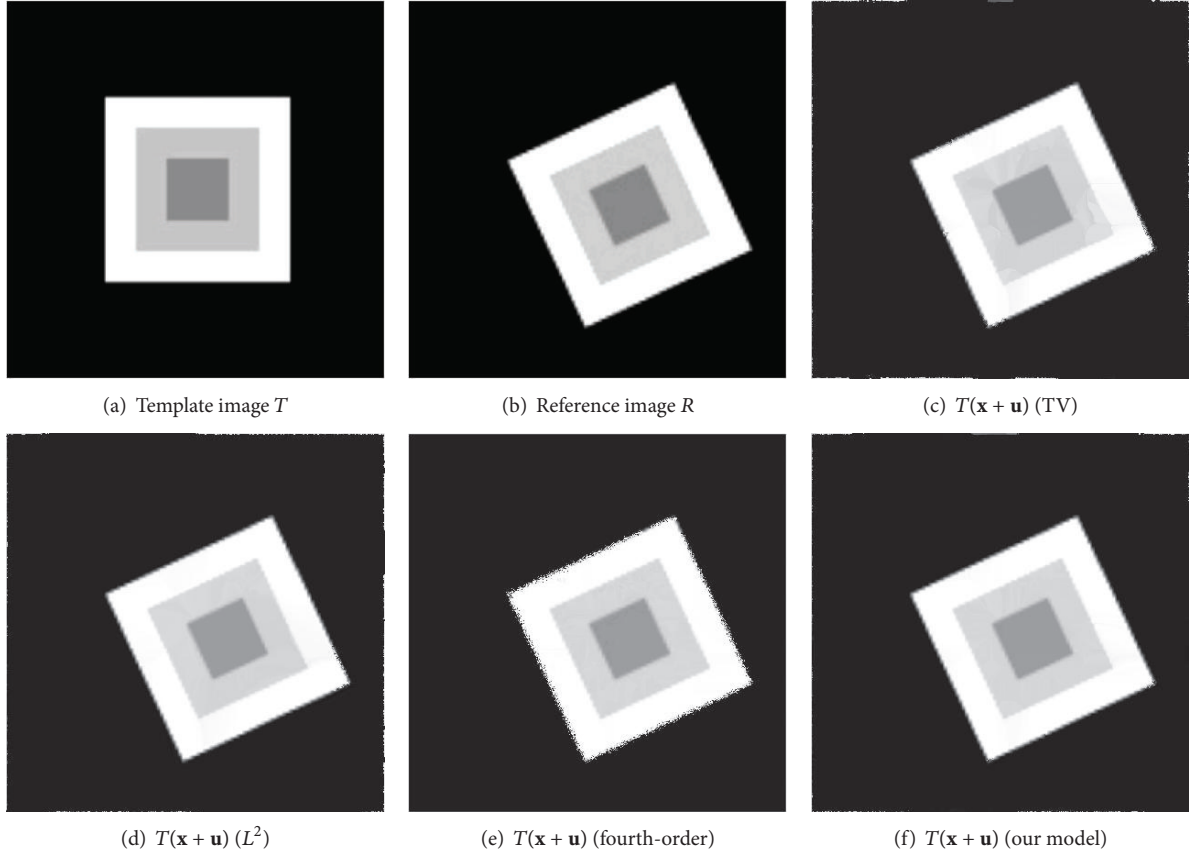 (a) Template image T
(b) Reference image R
(c) T(x + u) (TV)
(d) T(x + u) (L²)
(e) T(x + u) (fourth-order)
(f) T(x + u) (our model)